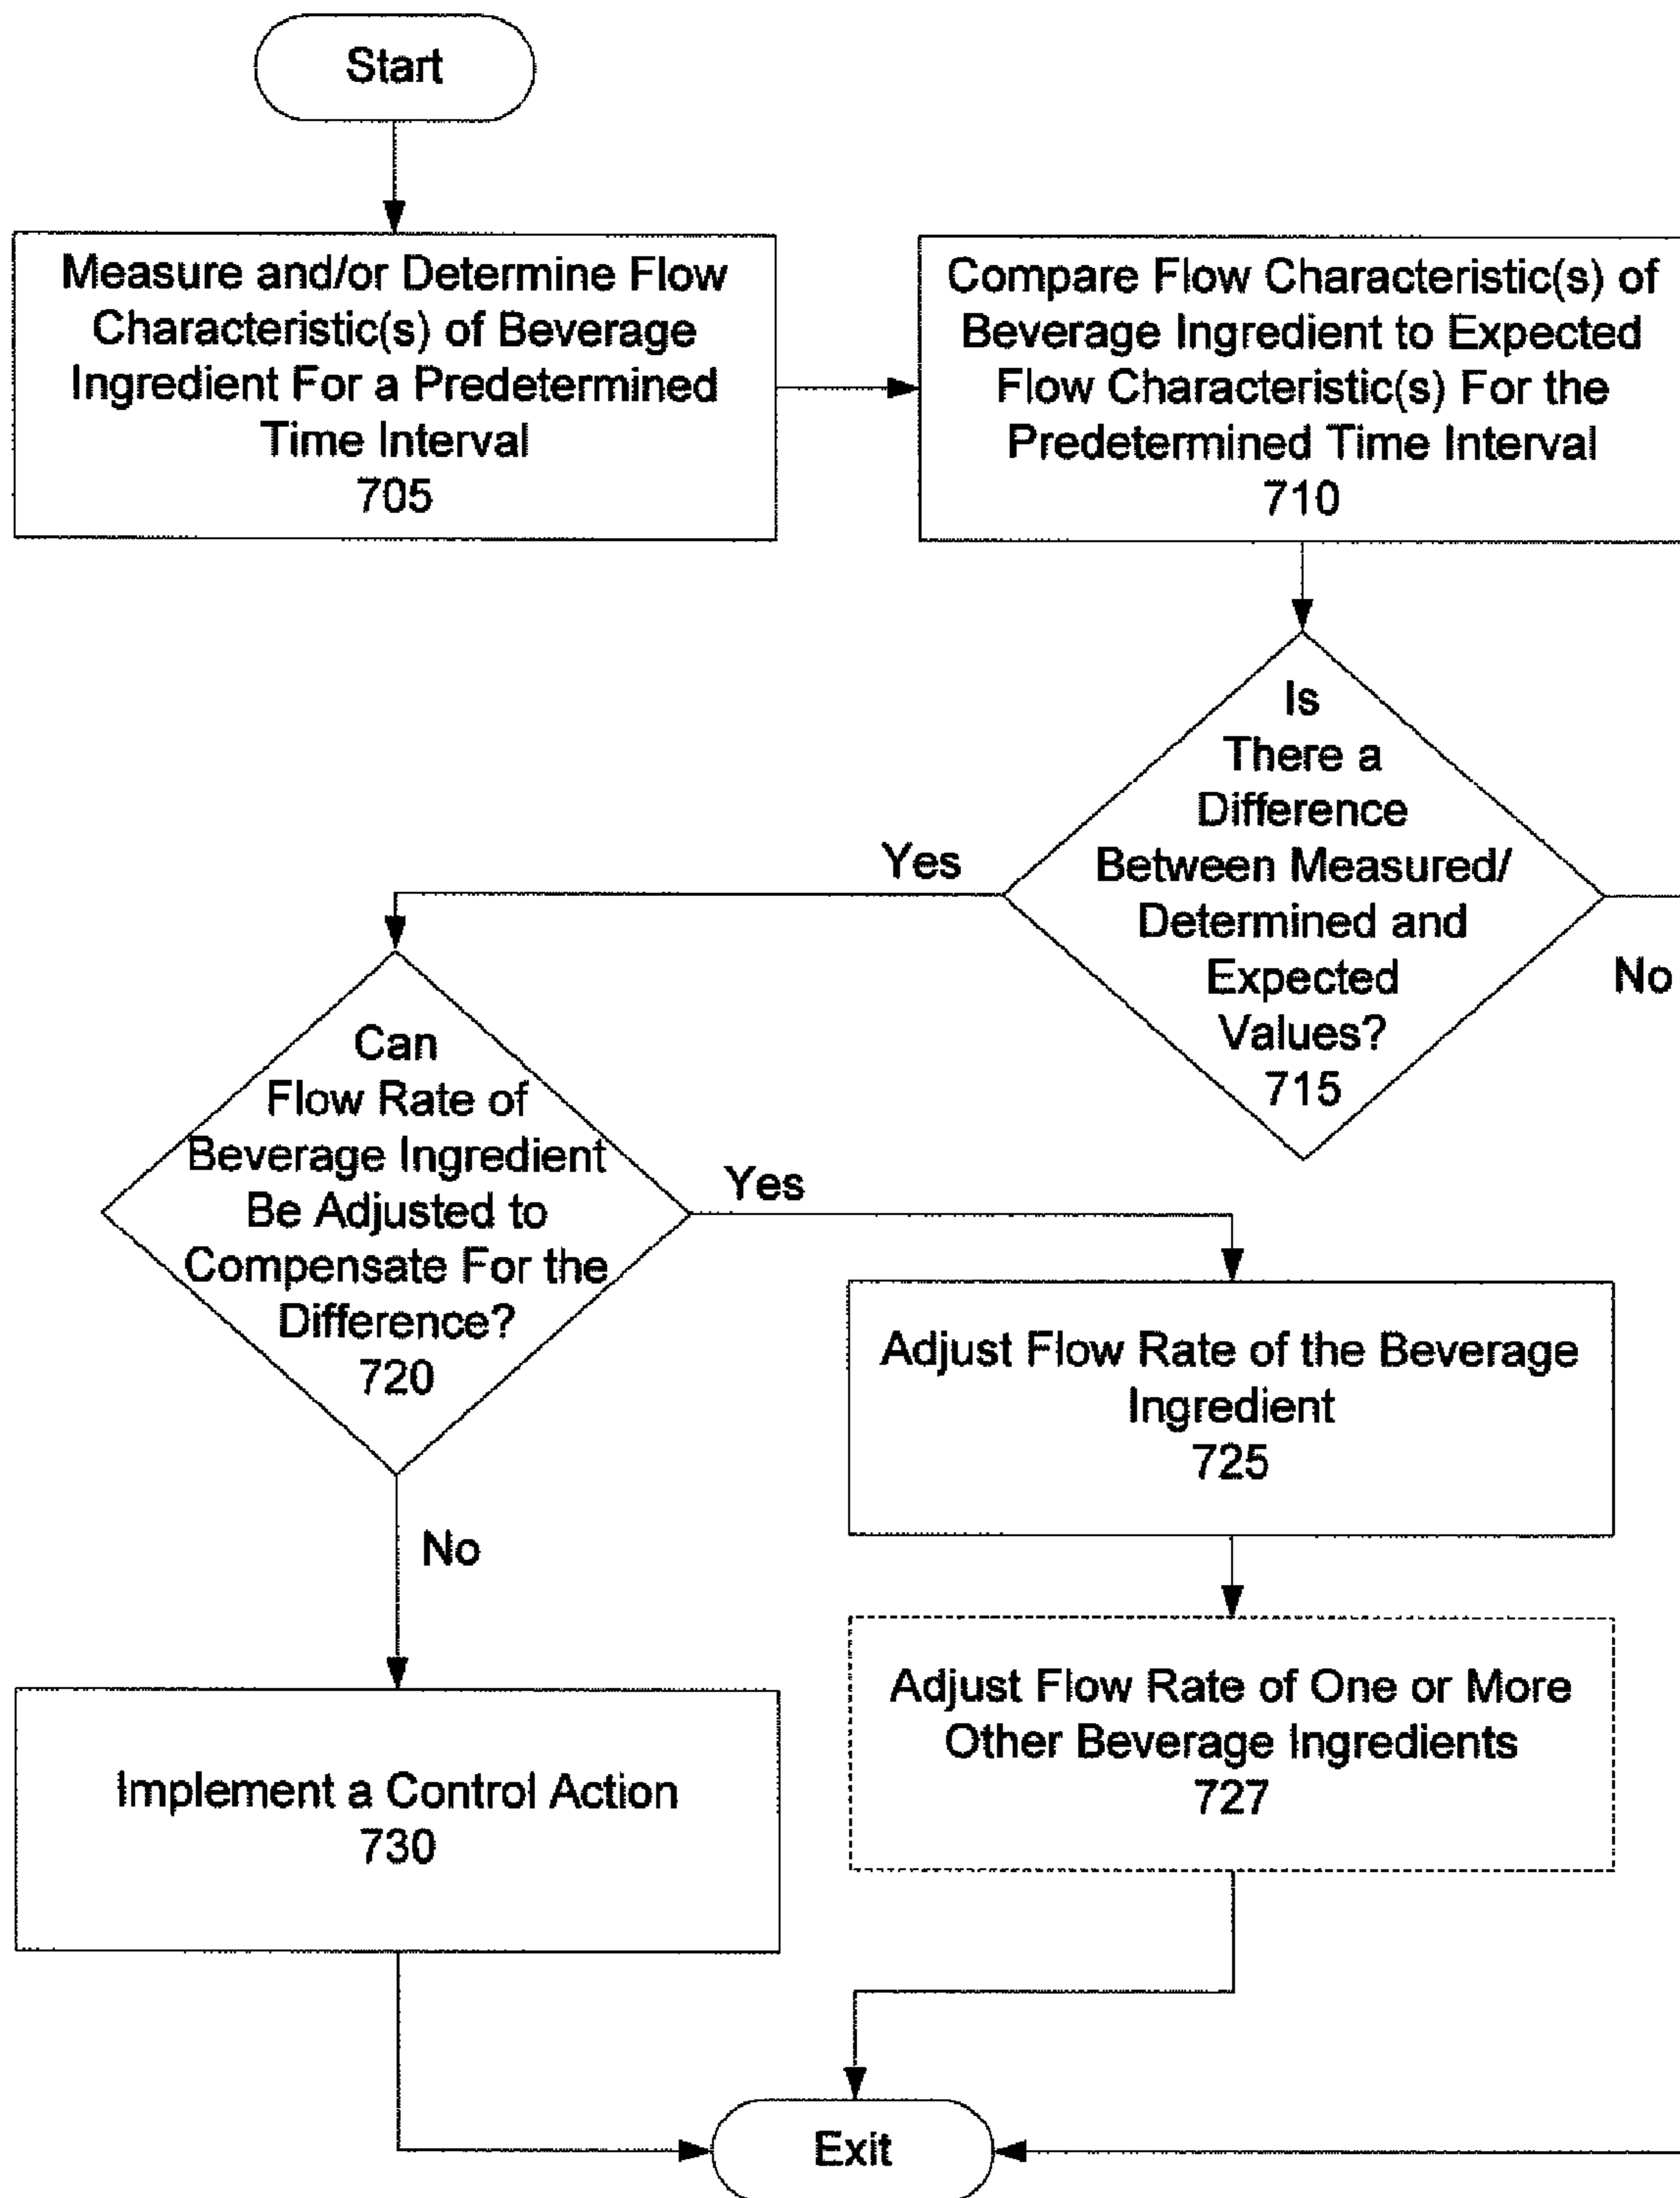 Start
Measure and/or Determine Flow
Characteristic(s) of Beverage
Ingredient For a Predetermined
Time Interval
705
Compare Flow Characteristic(s) of
Beverage Ingredient to Expected
Flow Characteristic(s) For the
Predetermined Time Interval
710
Is
There a
Difference
Between Measured/
Determined and
Expected
Values?
715
Yes
No
Can
Flow Rate of
Beverage Ingredient
Be Adjusted to
Compensate For the
Difference?
720
Yes
No
Adjust Flow Rate of the Beverage
Ingredient
725
Adjust Flow Rate of One or More
Other Beverage Ingredients
727
Implement a Control Action
730
Exit